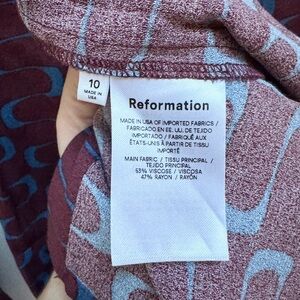 10
MADE IN
USA
Reformation
MADE IN USA OF IMPORTED FABRICS /
FABRICADO EN EE. UU. DE TEJIDO
IMPORTADO / FABRIQUÉ AUX
ÉTATS-UNIS À PARTIR DE TISSU
IMPORTÉ
MAIN FABRIC / TISSU PRINCIPAL /
TEJIDO PRINCIPAL
53% VISCOSE / VISCOSA
47% RAYON / RAYON